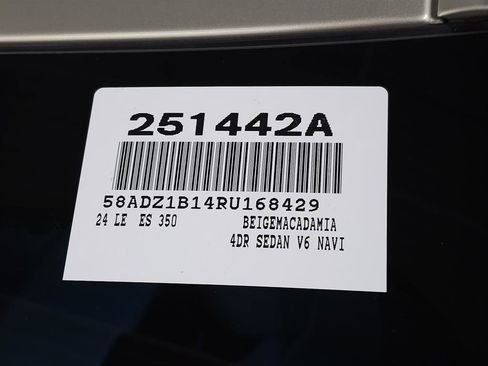 251442A
58ADZ1B14RU168429
24 LE ES 350 BEIGEMACADAMIA
4DR SEDAN V6 NAVI